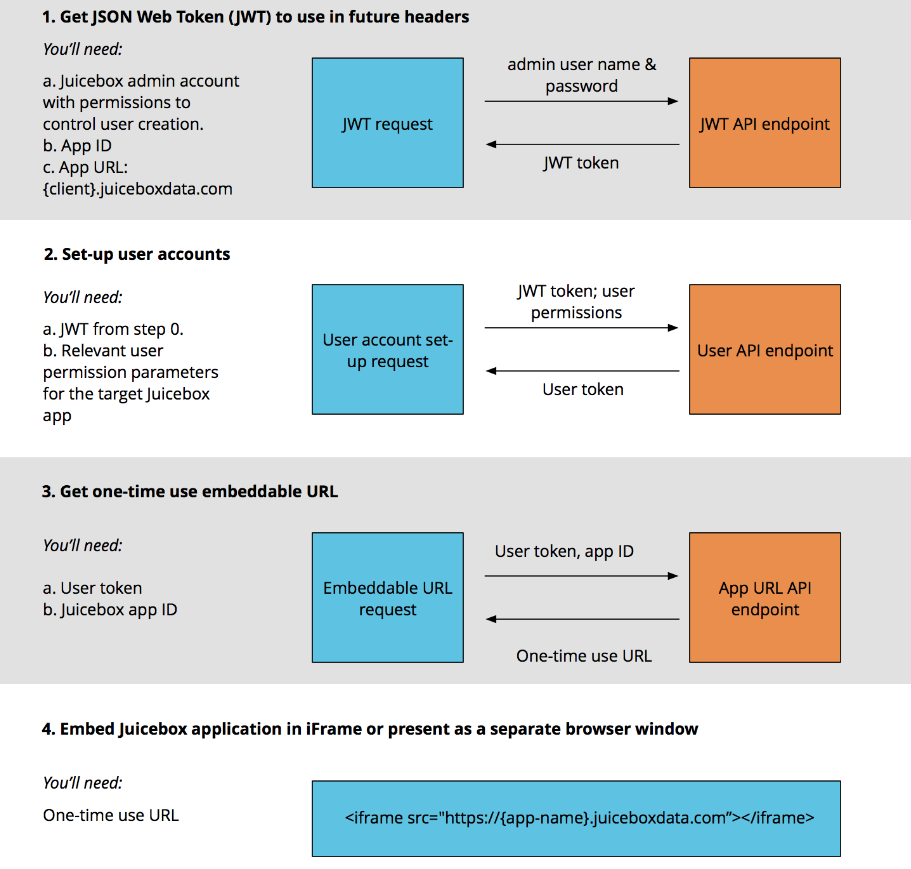 1. Get JSON Web Token (JWT) to use in future headers
You'll need:
a. Juicebox admin account
with permissions to
control user creation.
b. App ID
c. App URL:
{client}.juiceboxdata.com
JWT request
admin user name &
password
JWT token
JWT API endpoint
2. Set-up user accounts
You'll need:
a. JWT from step 0.
b. Relevant user
permission parameters
for the target Juicebox
app
User account set-
up request
JWT token; user
permissions
User token
User API endpoint
3. Get one-time use embeddable URL
You'll need:
a. User token
b. Juicebox app ID
Embeddable URL
request
User token, app ID
One-time use URL
App URL API
endpoint
4. Embed Juicebox application in iFrame or present as a separate browser window
You'll need:
One-time use URL
<iframe src="https://{app-name}.juiceboxdata.com”></iframe>